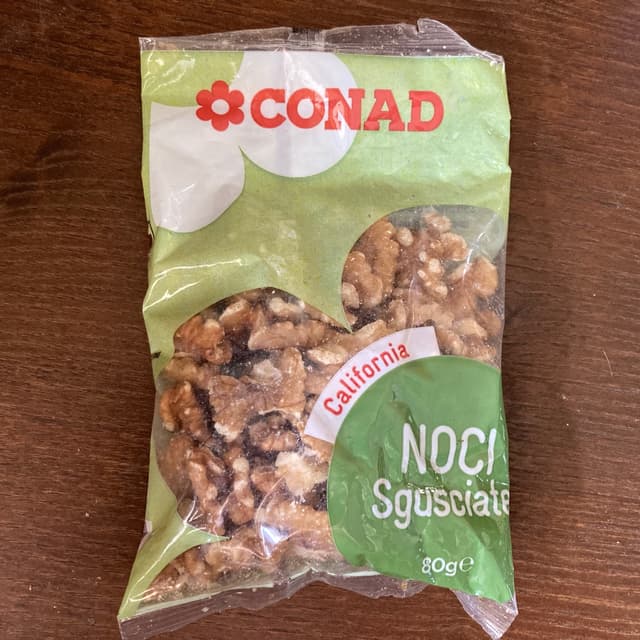 CONAD
California
NOCI
Sgusciate
80g℮